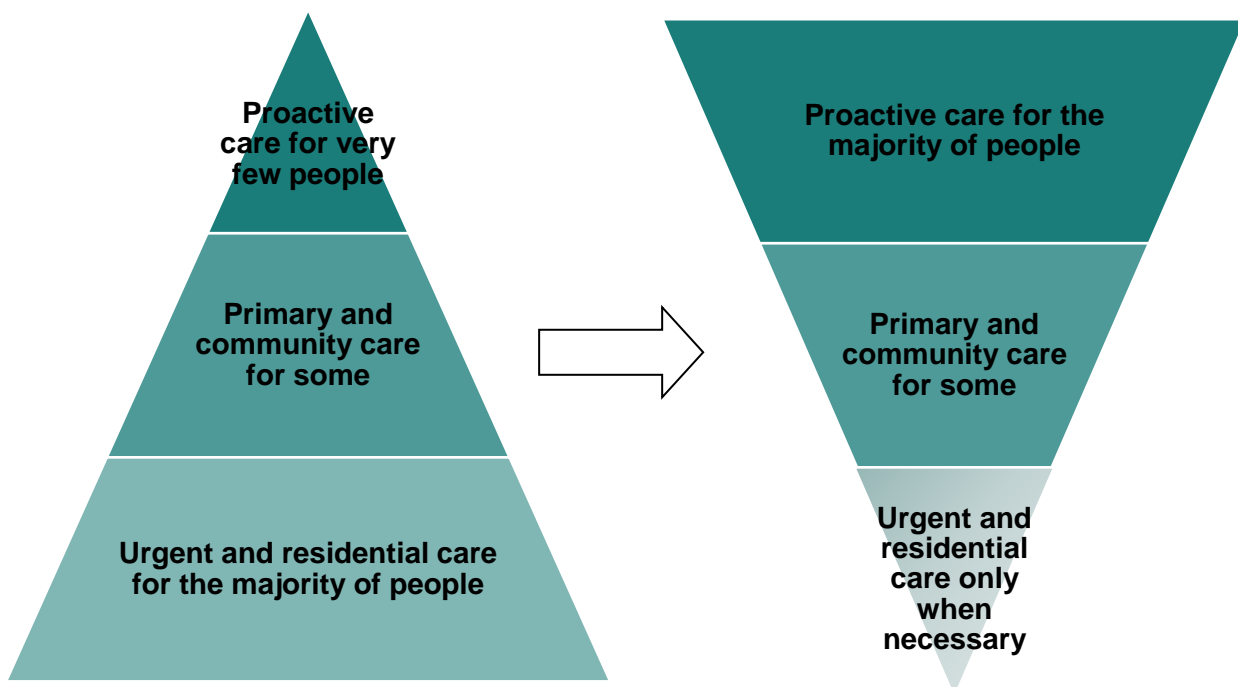 Proactive
care for very
few people
Primary and
community care
for some
Urgent and residential care
for the majority of people
Proactive care for the
majority of people
Primary and
community care
for some
Urgent and
residential
care only
when
necessary